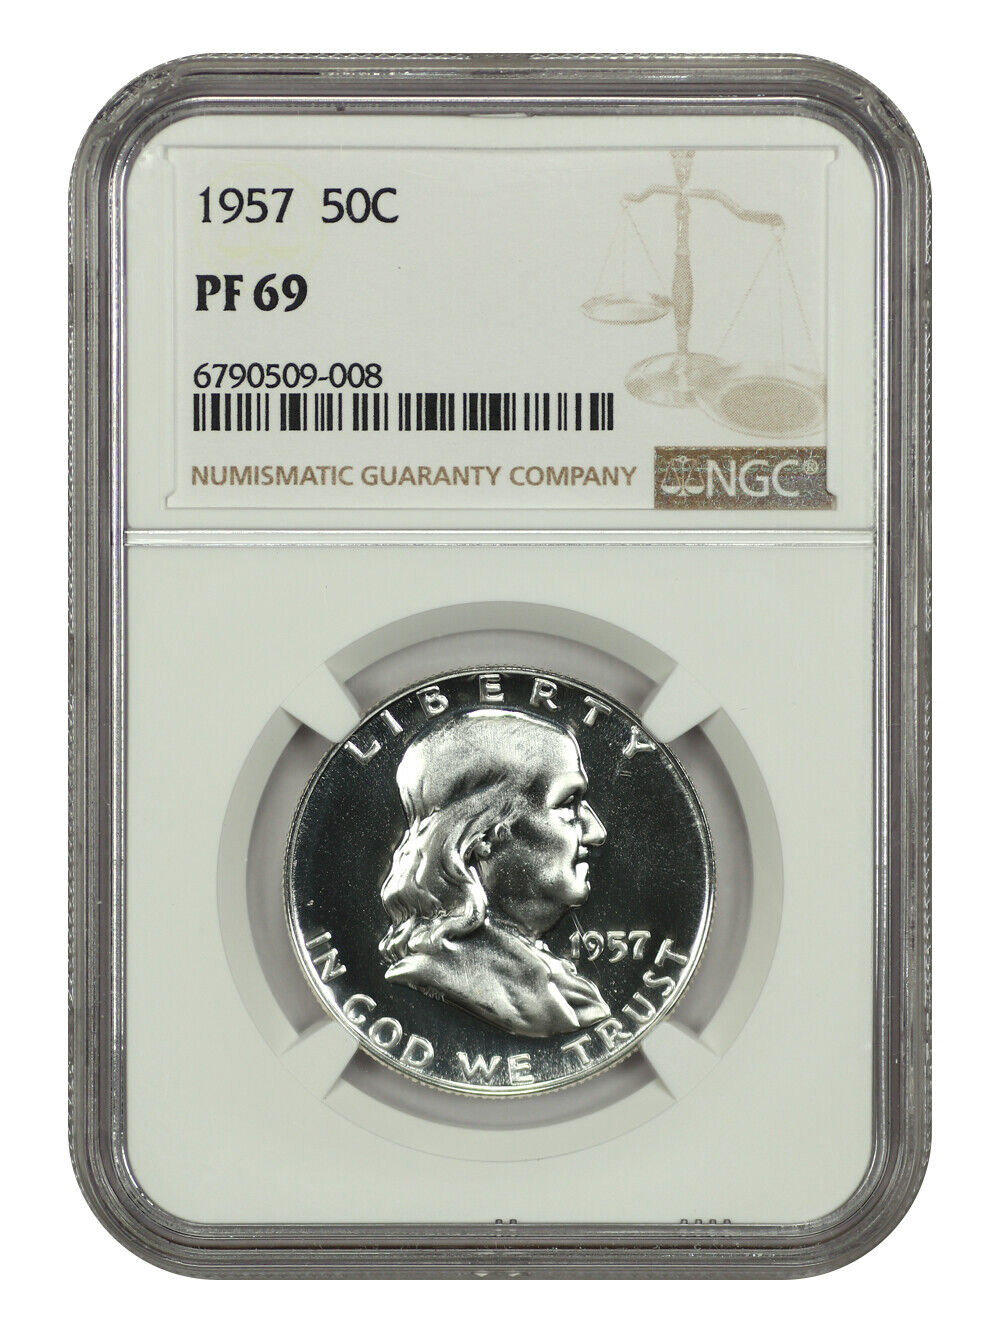 1957 50C
PF 69
6790509-008
NUMISMATIC GUARANTY COMPANY
NGC®
LIBERTY
1957
IN GOD WE TRUST